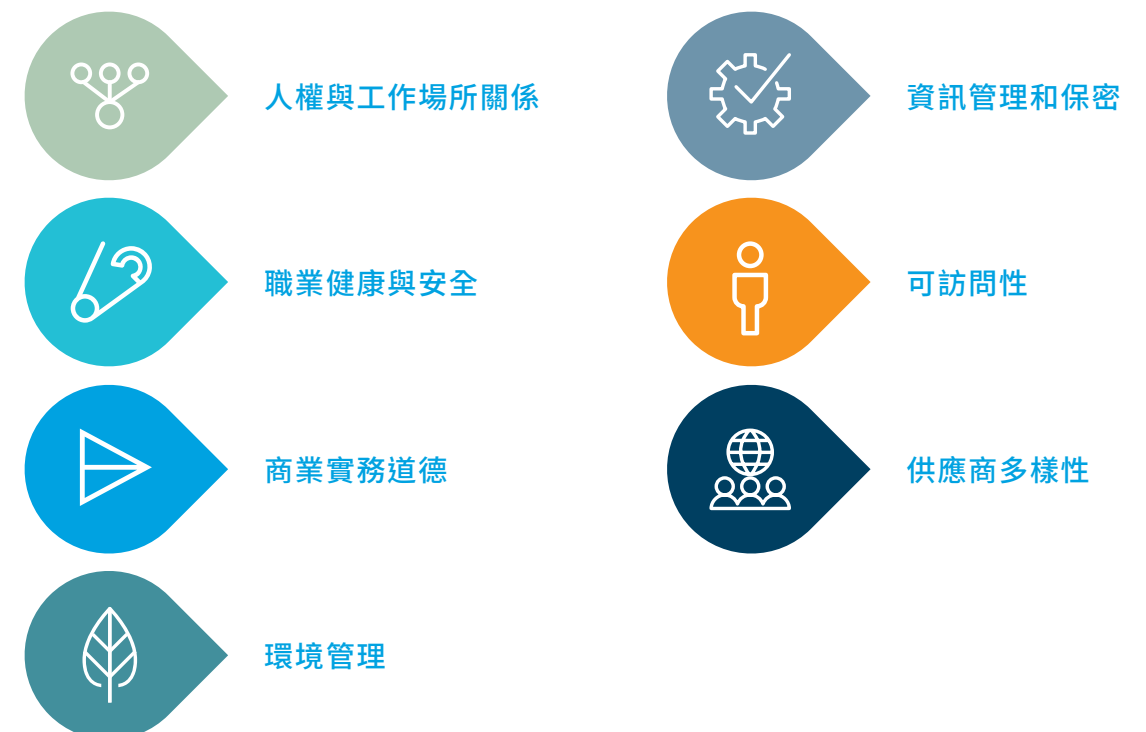 人權與工作場所關係
職業健康與安全
商業實務道德
環境管理
資訊管理和保密
可訪問性
供應商多樣性